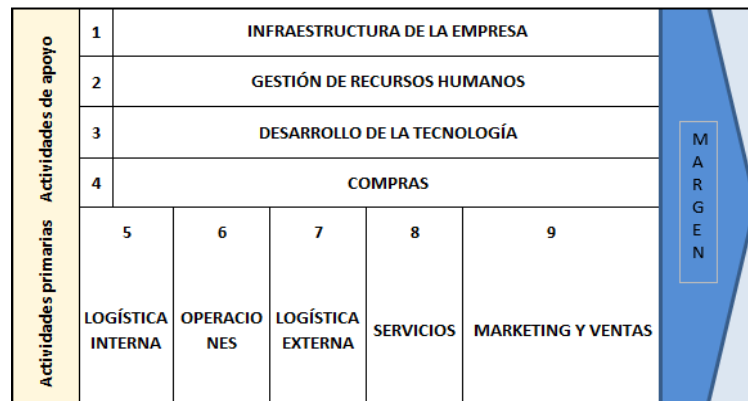 Actividades de apoyo
1 INFRAESTRUCTURA DE LA EMPRESA
2 GESTIÓN DE RECURSOS HUMANOS
3 DESARROLLO DE LA TECNOLOGÍA
4 COMPRAS
Actividades primarias
5 6 7 8 9
LOGÍSTICA
INTERNA
OPERACIO
NES
LOGÍSTICA
EXTERNA
SERVICIOS
MARKETING Y VENTAS
M
A
R
G
E
N